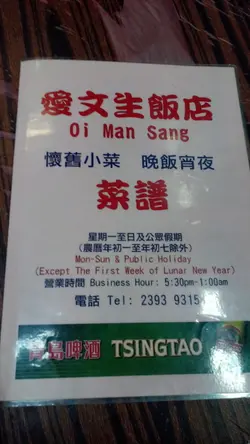 愛文生飯店
Oi Man Sang
懷舊小菜 晚飯宵夜
菜譜
星期一至日及公眾假期
(農曆年初一至年初七除外)
Mon-Sun & Public Holiday
(Except The First Week of Lunar New Year)
營業時間 Business Hour: 5:30pm-1:00am
電話 Tel: 2393 9315
青島啤酒 TSINGTAO